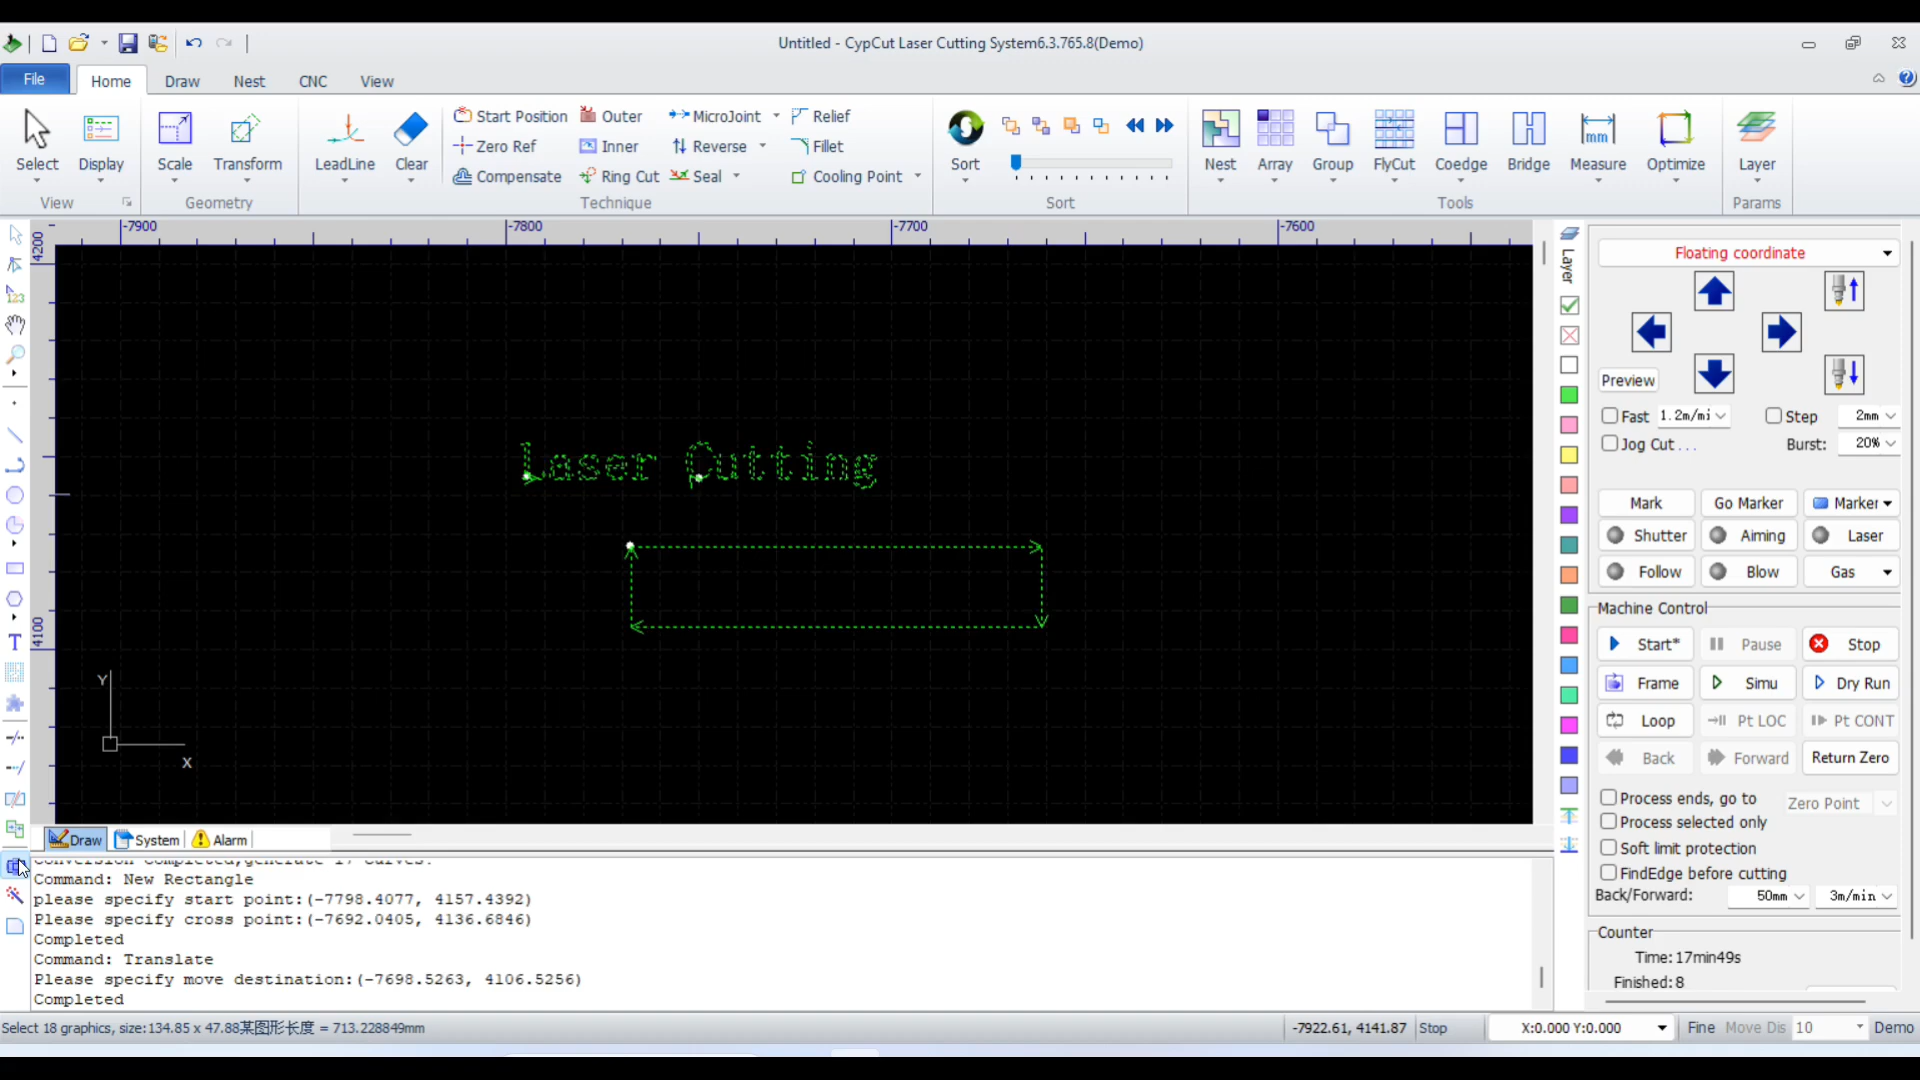 Untitled - CypCut Laser Cutting System6.3.765.8(Demo)
File Home Draw Nest CNC View
Select Display Scale Transform LeadLine Clear
Start Position Outer MicroJoint Relief
Zero Ref Inner Reverse Fillet
Compensate Ring Cut Seal Cooling Point
Sort Nest Array Group FlyCut Coedge Bridge Measure Optimize Layer
mm
View Geometry Technique Sort Tools Params
-7900 -7800 -7700 -7600
4200
4100
123
T
Laser Cutting
Y
X
Layer
Floating coordinate
Preview
Fast 1.2m/mi Step 2mm
Jog Cut... Burst: 20%
Mark Go Marker Marker
Shutter Aiming Laser
Follow Blow Gas
Machine Control
Start* Pause Stop
Frame Simu Dry Run
Loop Pt LOC Pt CONT
Back Forward Return Zero
Process ends, go to Zero Point
Process selected only
Soft limit protection
FindEdge before cutting
Back/Forward: 50mm 3m/min
Counter
Time:17min49s
Finished:8
Draw System Alarm
Conversion completed,generate 17 curves.
Command: New Rectangle
please specify start point:(-7798.4077, 4157.4392)
Please specify cross point:(-7692.0405, 4136.6846)
Completed
Command: Translate
Please specify move destination:(-7698.5263, 4106.5256)
Completed
Select 18 graphics, size:134.85 x 47.88某图形长度 = 713.228849mm
-7922.61, 4141.87 Stop X:0.000 Y:0.000 Fine Move Dis 10 Demo